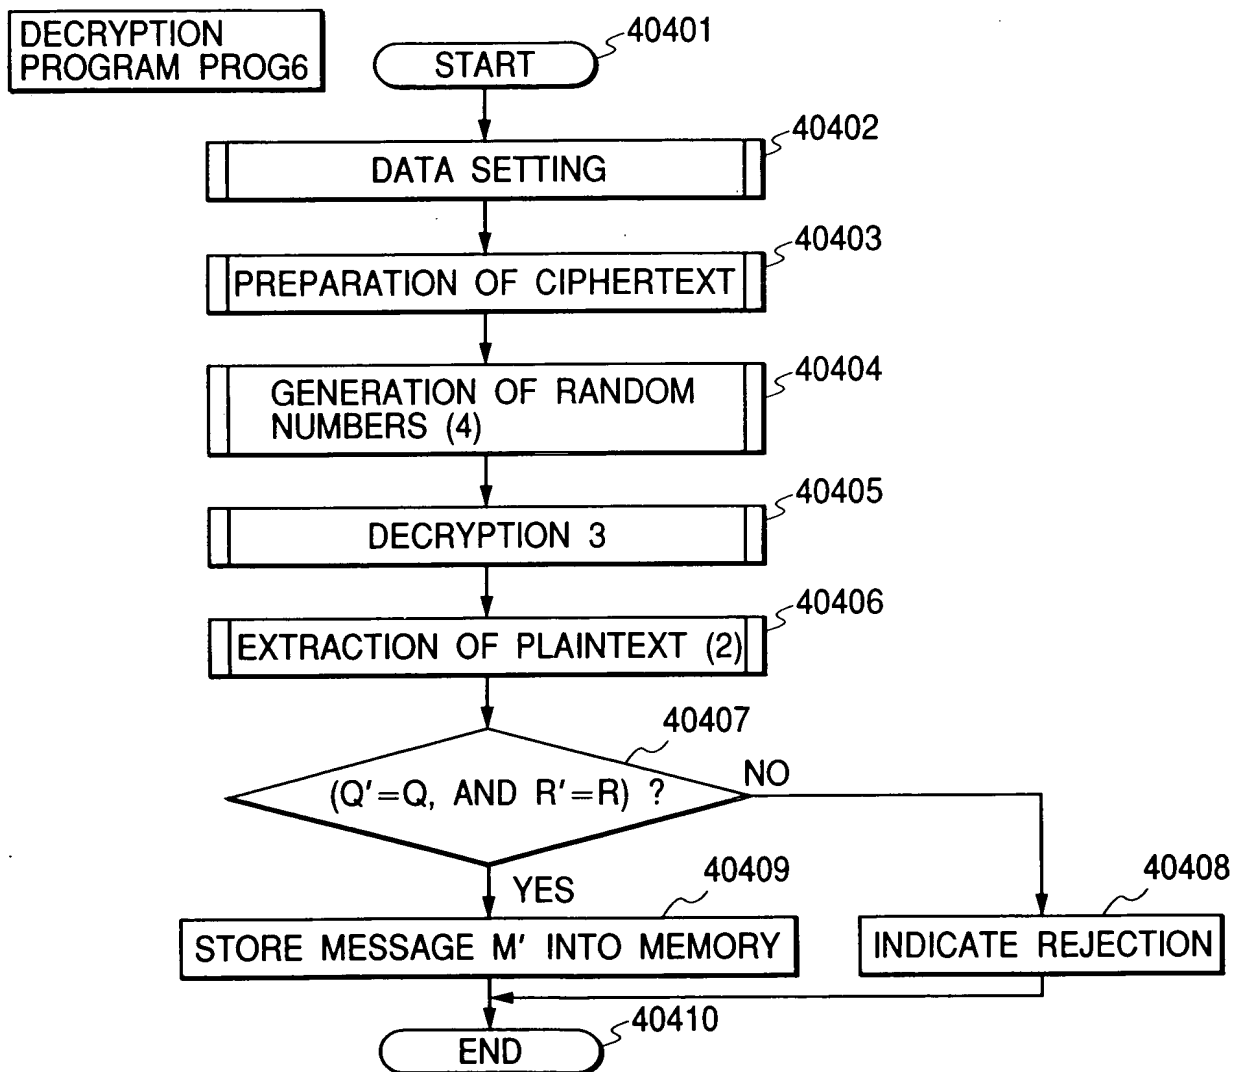 DECRYPTION
PROGRAM PROG6
START
40401
40402
DATA SETTING
40403
PREPARATION OF CIPHERTEXT
40404
GENERATION OF RANDOM
NUMBERS (4)
40405
DECRYPTION 3
40406
EXTRACTION OF PLAINTEXT (2)
40407
(Q'=Q, AND R'=R) ?
NO
YES
40409
40408
STORE MESSAGE M' INTO MEMORY
INDICATE REJECTION
40410
END